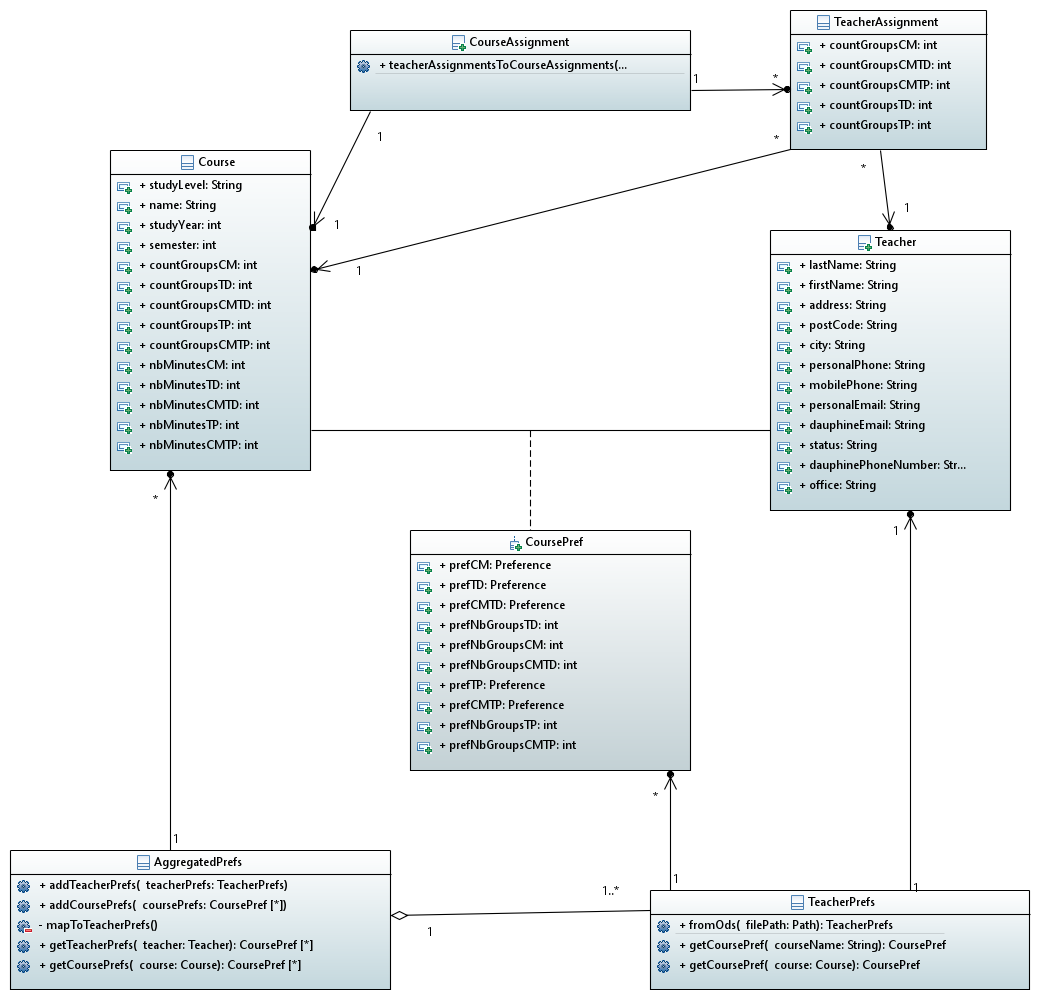 CourseAssignment
+ teacherAssignmentsToCourseAssignments(...
TeacherAssignment
+ countGroupsCM: int
+ countGroupsCMTD: int
+ countGroupsCMTP: int
+ countGroupsTD: int
+ countGroupsTP: int
1
*
1
1
*
1
*
1
Course
+ studyLevel: String
+ name: String
+ studyYear: int
+ semester: int
+ countGroupsCM: int
+ countGroupsTD: int
+ countGroupsCMTD: int
+ countGroupsTP: int
+ countGroupsCMTP: int
+ nbMinutesCM: int
+ nbMinutesTD: int
+ nbMinutesCMTD: int
+ nbMinutesTP: int
+ nbMinutesCMTP: int
Teacher
+ lastName: String
+ firstName: String
+ address: String
+ postCode: String
+ city: String
+ personalPhone: String
+ mobilePhone: String
+ personalEmail: String
+ dauphineEmail: String
+ status: String
+ dauphinePhoneNumber: Str...
+ office: String
CoursePref
+ prefCM: Preference
+ prefTD: Preference
+ prefCMTD: Preference
+ prefNbGroupsTD: int
+ prefNbGroupsCM: int
+ prefNbGroupsCMTD: int
+ prefTP: Preference
+ prefCMTP: Preference
+ prefNbGroupsTP: int
+ prefNbGroupsCMTP: int
*
1
*
1
1
1
AggregatedPrefs
+ addTeacherPrefs( teacherPrefs: TeacherPrefs)
+ addCoursePrefs( coursePrefs: CoursePref [*])
- mapToTeacherPrefs()
+ getTeacherPrefs( teacher: Teacher): CoursePref [*]
+ getCoursePrefs( course: Course): CoursePref [*]
1
1..*
TeacherPrefs
+ fromOds( filePath: Path): TeacherPrefs
+ getCoursePref( courseName: String): CoursePref
+ getCoursePref( course: Course): CoursePref